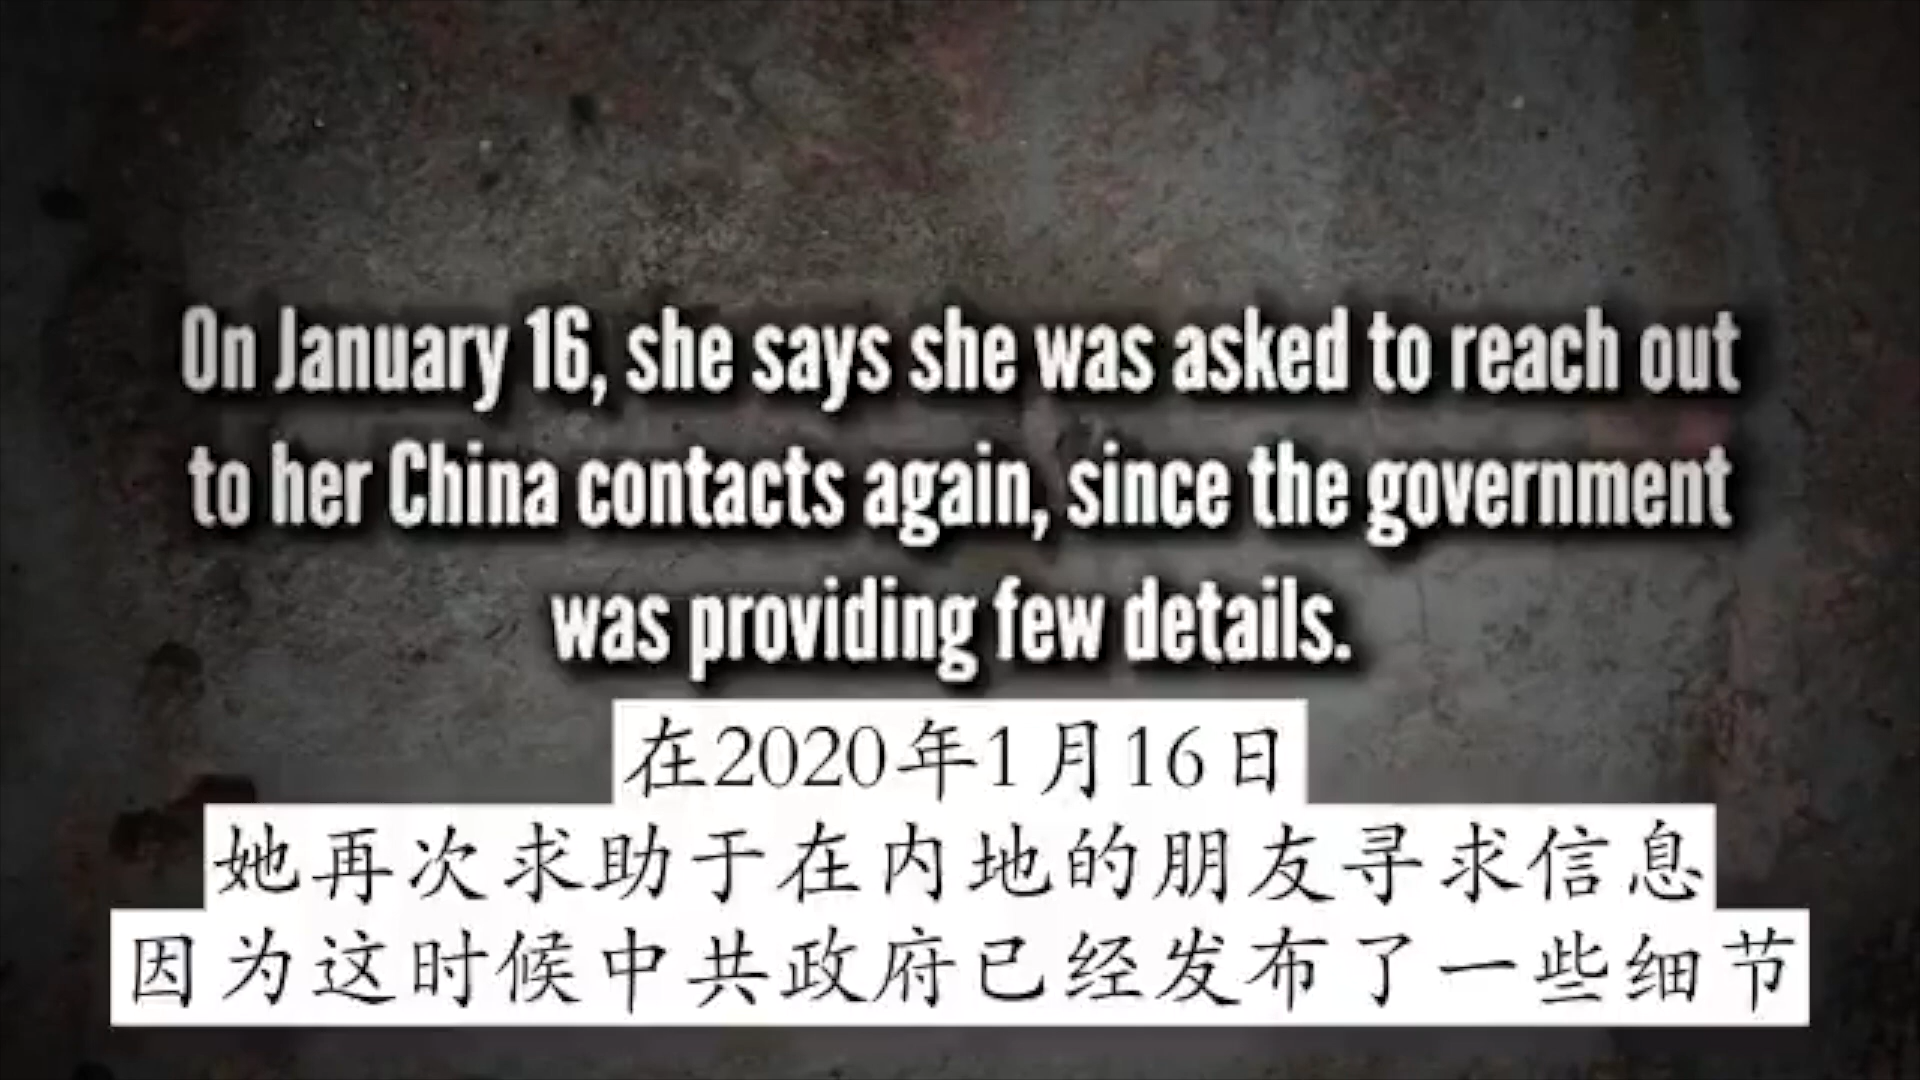 On January 16, she says she was asked to reach out
to her China contacts again, since the government
was providing few details.
在2020年1月16日
她再次求助于在内地的朋友寻求信息
因为这时候中共政府已经发布了一些细节